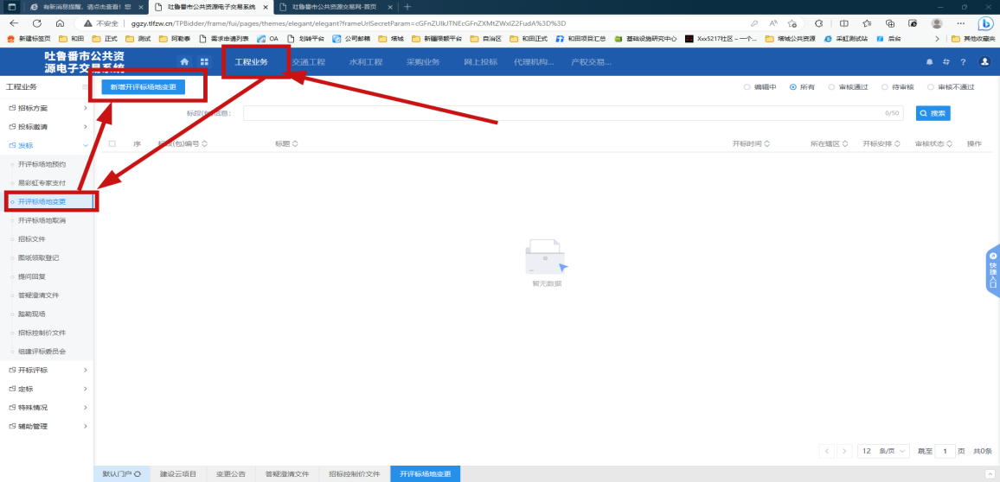 有新消息提醒，请点击查看！您 ×
吐鲁番市公共资源电子交易系统 ×
吐鲁番市公共资源交易网-首页 × +
不安全 | ggzy.tlfzw.cn/TPBidder/frame/fui/pages/themes/elegant/elegant?frameUrlSecretParam=cGFnZUlkJTNEcGFnZXMtZWxlZ2FudA%3D%3D
新建标签页 和田 正式 测试 阿勒泰 需求申请列表 OA 划转平台 公司邮箱 塔城 新疆限额平台 自治区 和田正式 和田项目汇总 基础设施研究中心 Xxx5217社区 – 一个... 塔城公共资源 采虹测试站 后台 其他收藏夹
吐鲁番市公共资
源电子交易系统
工程业务 交通工程 水利工程 采购业务 网上投标 代理机构... 产权交易...
工程业务
新增开评标场地变更
编辑中 所有 审核通过 待审核 审核不通过
招标方案
标段(包)信息：
0/50
搜索
投标邀请
发标
序 标段(包)编号 标题 开标时间 所在辖区 开标安排 审核状态 操作
开评标场地预约
易彩虹专家支付
开评标场地变更
开评标场地取消
招标文件
图纸领取登记
提问回复
答疑澄清文件
踏勘现场
招标控制价文件
组建评标委员会
开标评标
定标
特殊情况
辅助管理
暂无数据
快捷入口
12 条/页 跳至 1 页 共0条
默认门户 建设云项目 变更公告 答疑澄清文件 招标控制价文件 开评标场地变更